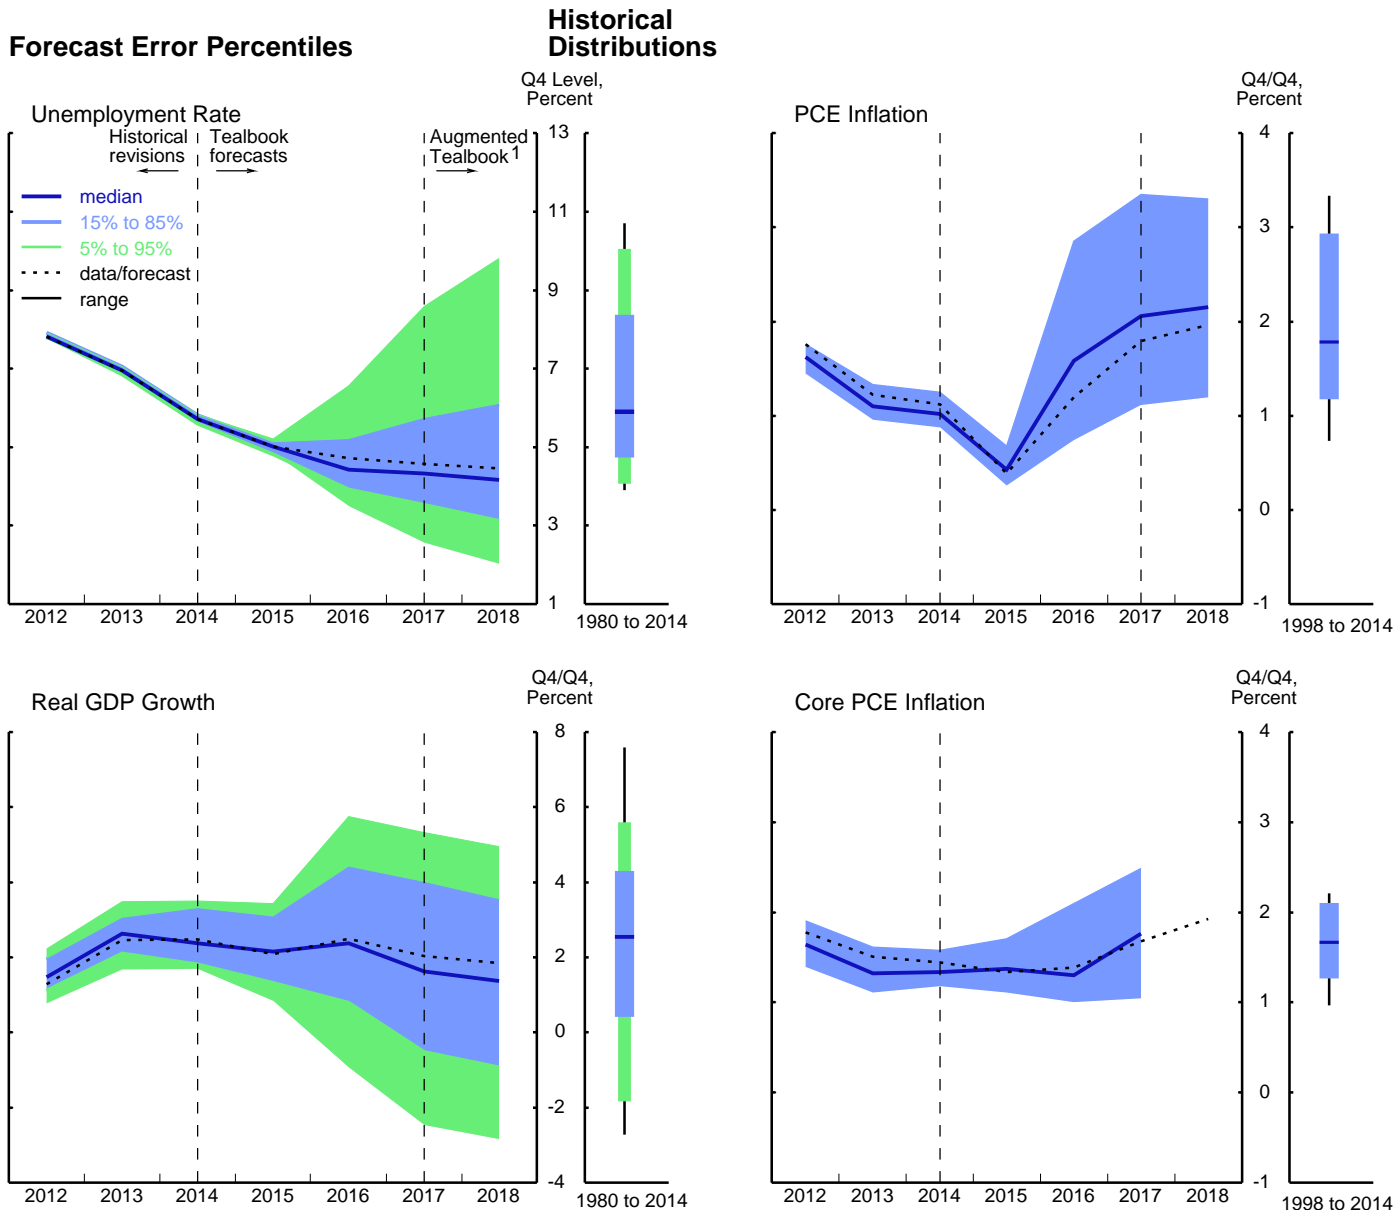 Forecast Error Percentiles
Historical
Distributions
Unemployment Rate
Q4 Level,
Percent
Historical
revisions
Tealbook
forecasts
Augmented
Tealbook 1
median
15% to 85%
5% to 95%
data/forecast
range
13
11
9
7
5
3
1
2012 2013 2014 2015 2016 2017 2018
1980 to 2014
PCE Inflation
Q4/Q4,
Percent
4
3
2
1
0
-1
2012 2013 2014 2015 2016 2017 2018
1998 to 2014
Real GDP Growth
Q4/Q4,
Percent
8
6
4
2
0
-2
-4
2012 2013 2014 2015 2016 2017 2018
1980 to 2014
Core PCE Inflation
Q4/Q4,
Percent
4
3
2
1
0
-1
2012 2013 2014 2015 2016 2017 2018
1998 to 2014